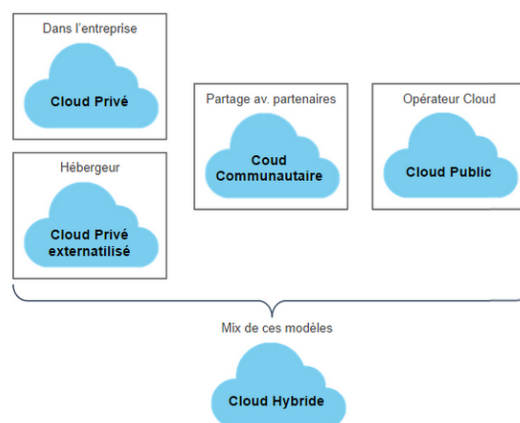 Dans l'entreprise
Cloud Privé
Hébergeur
Cloud Privé
externatilisé
Partage av. partenaires
Coud
Communautaire
Opérateur Cloud
Cloud Public
Mix de ces modèles
Cloud Hybride